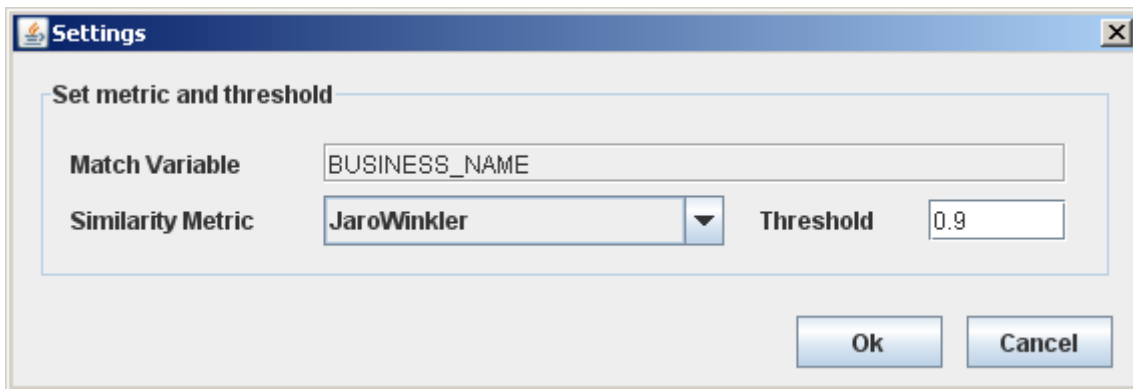 Settings
Set metric and threshold
Match Variable BUSINESS_NAME
Similarity Metric JaroWinkler Threshold 0.9
Ok Cancel